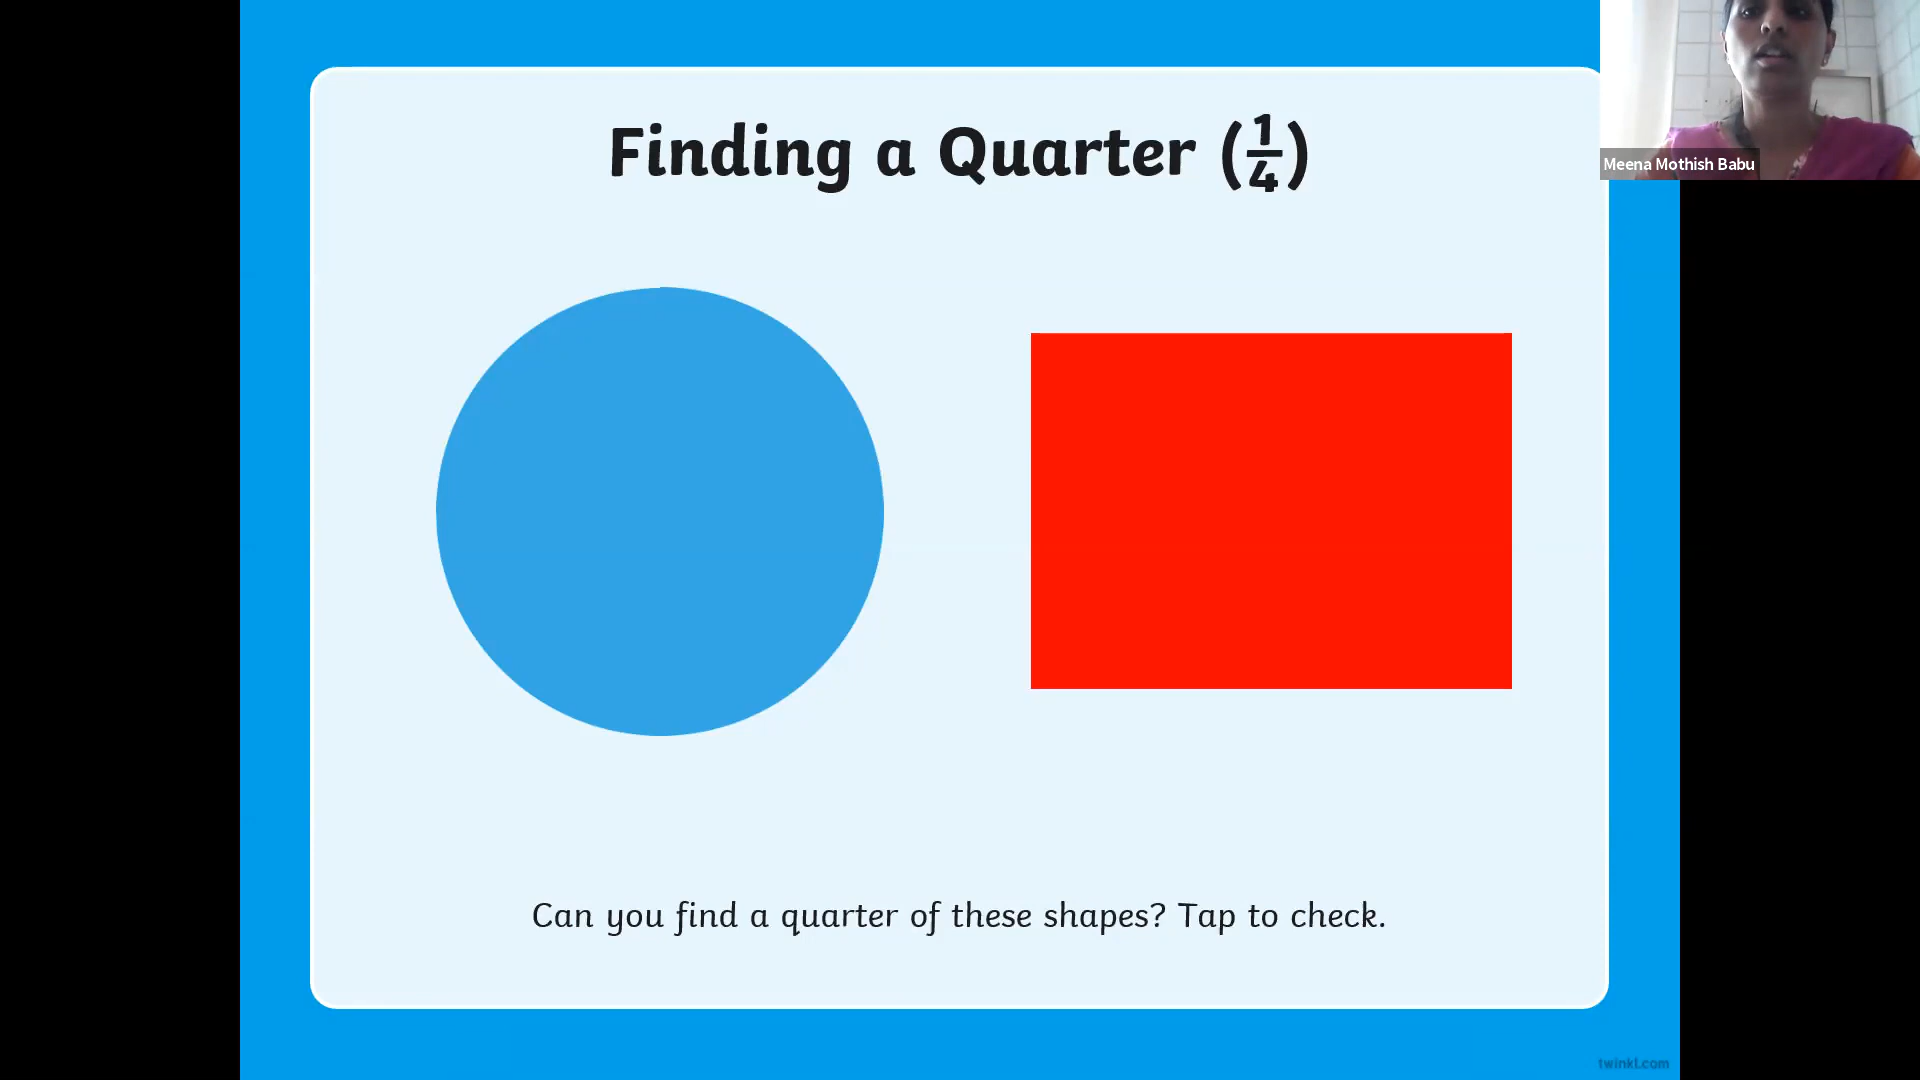 Finding a Quarter (1/4)
Meena Mothish Babu
Can you find a quarter of these shapes? Tap to check.
twinkl.com